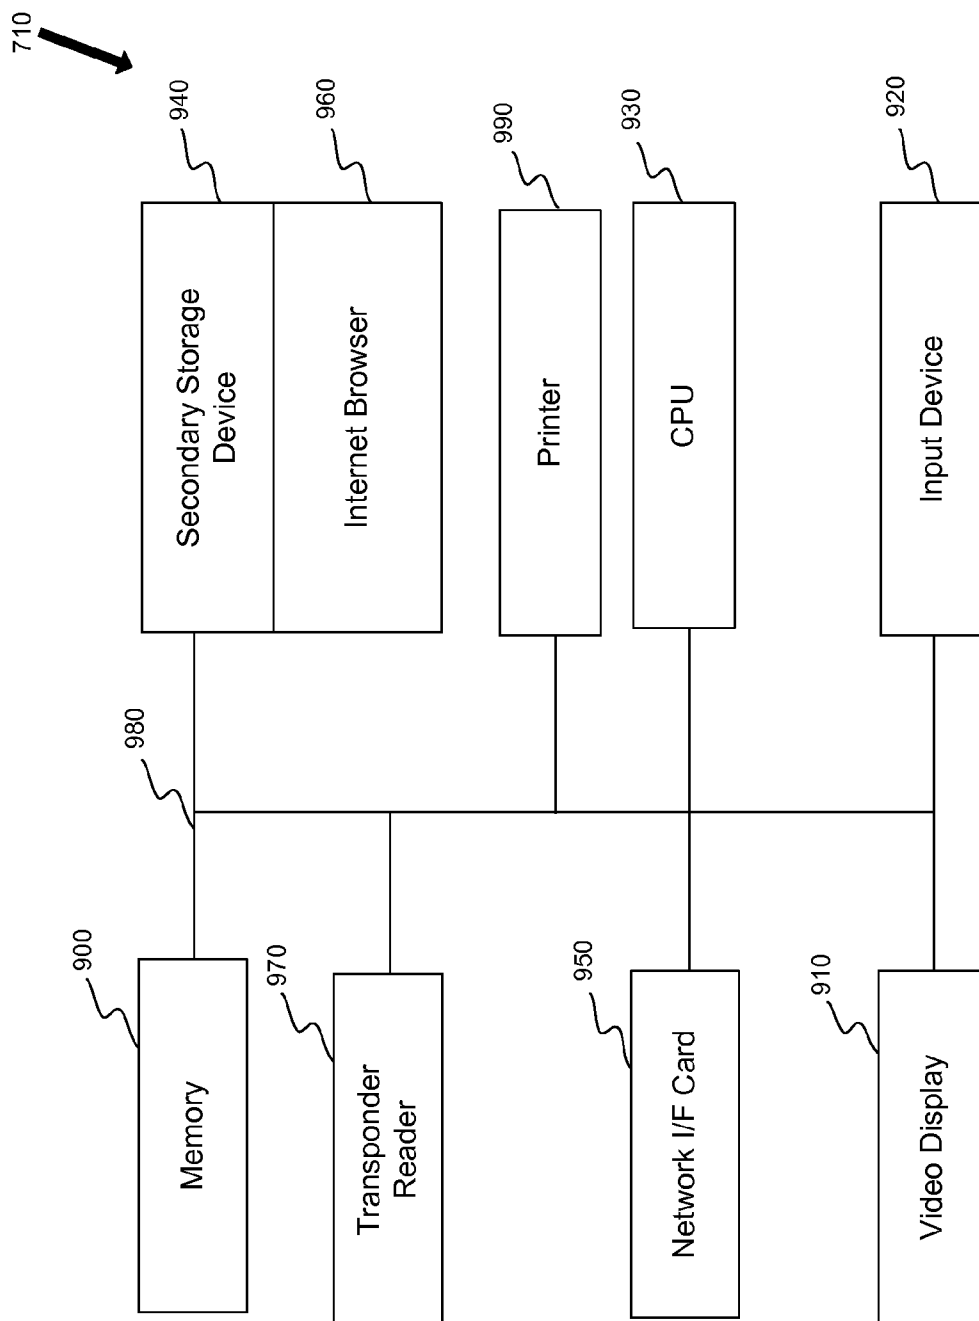 710
900
Memory
970
Transponder
Reader
950
Network I/F Card
910
Video Display
980
940
Secondary Storage
Device
960
Internet Browser
990
Printer
930
CPU
920
Input Device